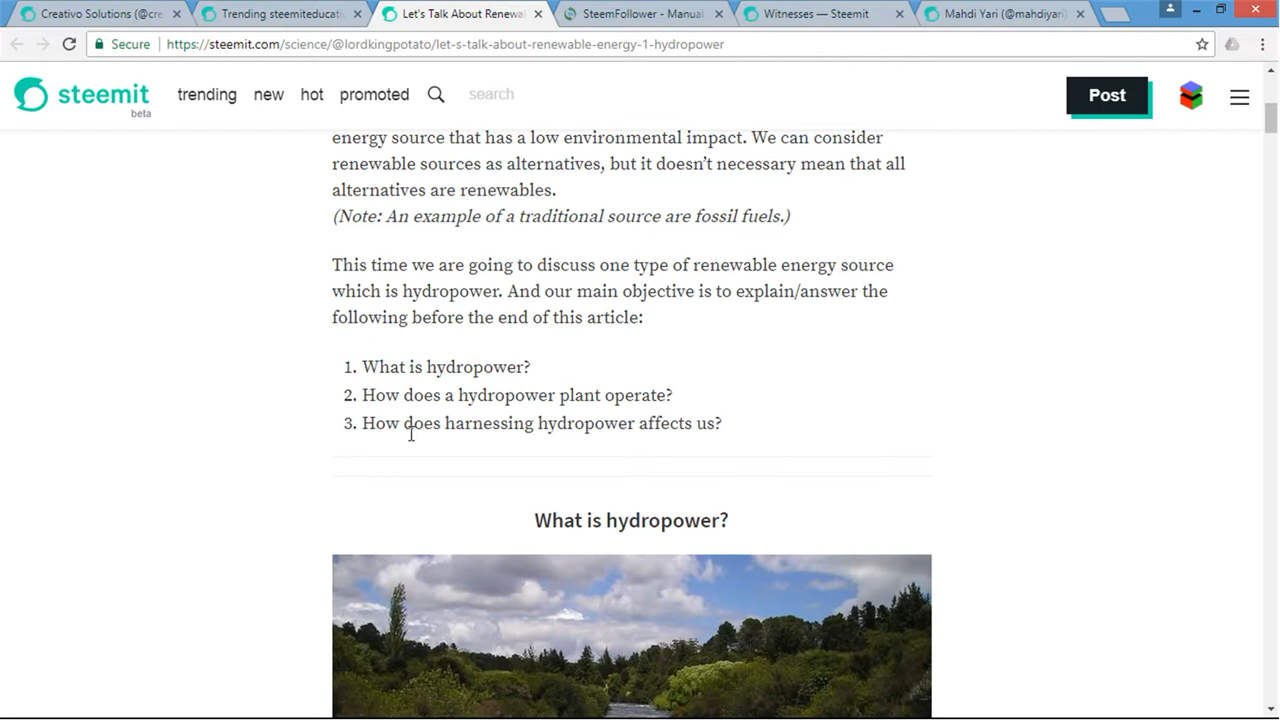 Creativo Solutions (@cre
Trending steemiteducati
Let's Talk About Renewa
SteemFollower - Manual
Witnesses — Steemit
Mahdi Yari (@mahdiyari)
Secure
https://steemit.com/science/@lordkingpotato/let-s-talk-about-renewable-energy-1-hydropower
steemit
beta
trending
new
hot
promoted
search
Post
energy source that has a low environmental impact. We can consider
renewable sources as alternatives, but it doesn’t necessary mean that all
alternatives are renewables.
(Note: An example of a traditional source are fossil fuels.)
This time we are going to discuss one type of renewable energy source
which is hydropower. And our main objective is to explain/answer the
following before the end of this article:
1. What is hydropower?
2. How does a hydropower plant operate?
3. How does harnessing hydropower affects us?
What is hydropower?